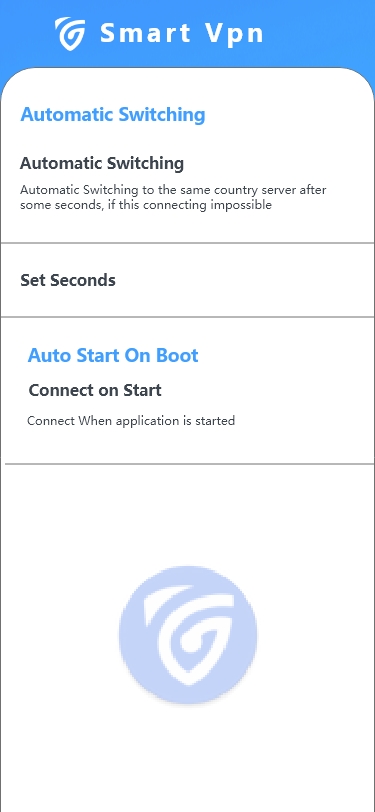 Smart Vpn
Automatic Switching
Automatic Switching
Automatic Switching to the same country server after
some seconds, if this connecting impossible
Set Seconds
Auto Start On Boot
Connect on Start
Connect When application is started